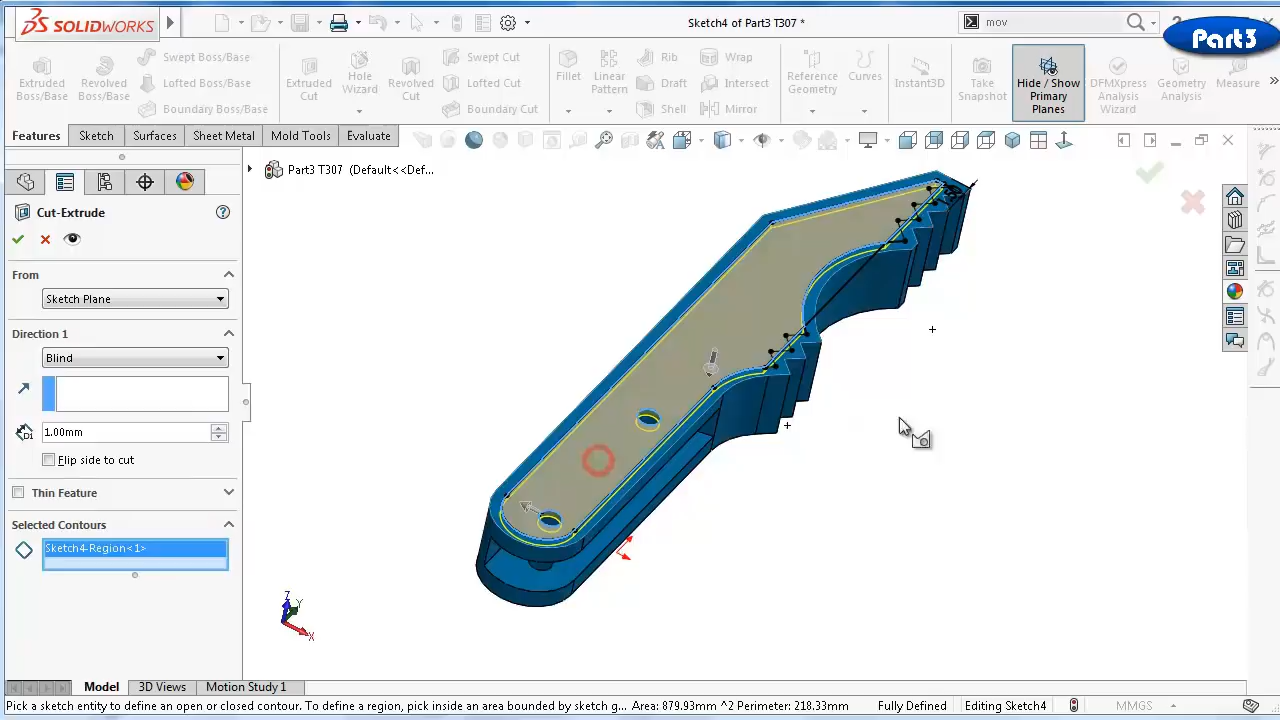 SOLIDWORKS
Sketch4 of Part3 T307 *
mov
?
Part3
Extruded Boss/Base
Revolved Boss/Base
Swept Boss/Base
Lofted Boss/Base
Boundary Boss/Base
Extruded Cut
Hole Wizard
Revolved Cut
Swept Cut
Lofted Cut
Boundary Cut
Fillet
Linear Pattern
Rib
Draft
Shell
Wrap
Intersect
Mirror
Reference Geometry
Curves
Instant3D
Take Snapshot
Hide / Show Primary Planes
DFMXpress Analysis Wizard
Geometry Analysis
Measure
Features
Sketch
Surfaces
Sheet Metal
Mold Tools
Evaluate
Part3 T307 (Default<<Def...
Cut-Extrude
From
Sketch Plane
Direction 1
Blind
D1
1.00mm
Flip side to cut
Thin Feature
Selected Contours
Sketch4-Region<1>
Z
Y
X
Model
3D Views
Motion Study 1
Pick a sketch entity to define an open or closed contour. To define a region, pick inside an area bounded by sketch g... Area: 879.93mm ^2 Perimeter: 218.33mm
Fully Defined
Editing Sketch4
MMGS